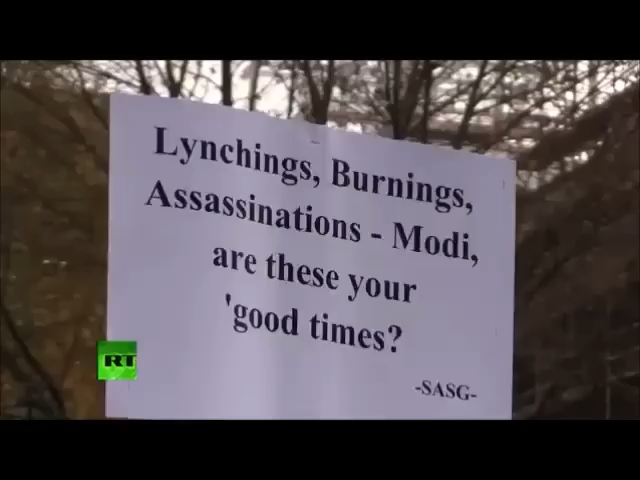 Lynchings, Burnings,
Assassinations - Modi,
are these your
'good times?
-SASG-
RT